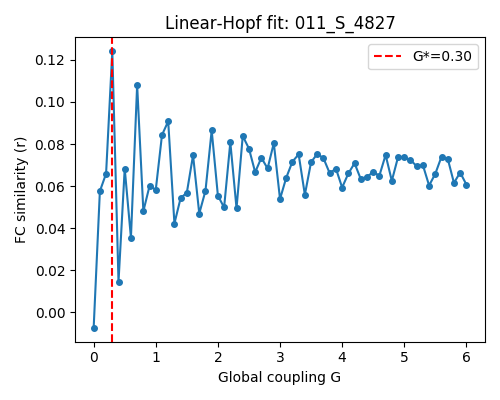 Linear-Hopf fit: 011_S_4827
G*=0.30
FC similarity (r)
0.12
0.10
0.08
0.06
0.04
0.02
0.00
0 1 2 3 4 5 6
Global coupling G